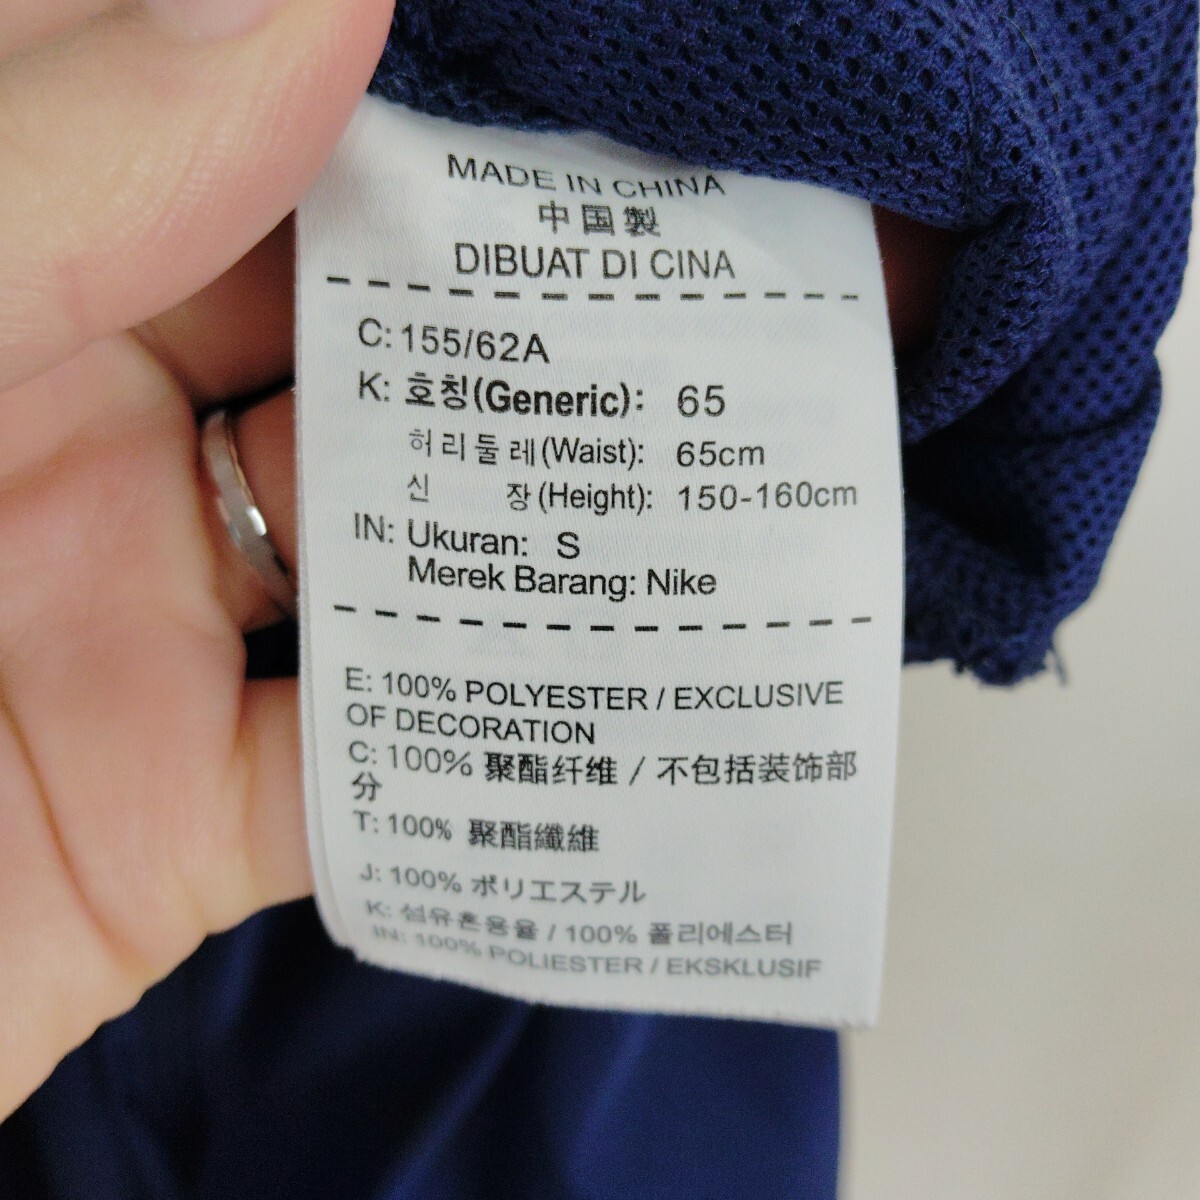 MADE IN CHINA
中国製
DIBUAT DI CINA
C: 155/62A
K: 호칭(Generic): 65
허리둘레(Waist): 65cm
신 장(Height): 150-160cm
IN: Ukuran: S
Merek Barang: Nike
E: 100% POLYESTER / EXCLUSIVE
OF DECORATION
C: 100% 聚酯纤维 / 不包括装饰部
分
T: 100% 聚酯纖維
J: 100% ポリエステル
K: 섬유혼용율 / 100% 폴리에스터
IN: 100% POLIESTER / EKSKLUSIF